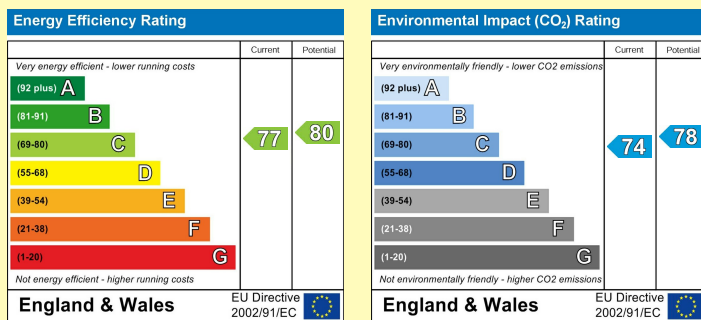 Energy Efficiency Rating
Current Potential
Very energy efficient - lower running costs
(92 plus) A
(81-91) B
(69-80) C
77 80
(55-68) D
(39-54) E
(21-38) F
(1-20) G
Not energy efficient - higher running costs
England & Wales
EU Directive
2002/91/EC
Environmental Impact (CO₂) Rating
Current Potential
Very environmentally friendly - lower CO2 emissions
(92 plus) A
(81-91) B
(69-80) C
74 78
(55-68) D
(39-54) E
(21-38) F
(1-20) G
Not environmentally friendly - higher CO2 emissions
England & Wales
EU Directive
2002/91/EC